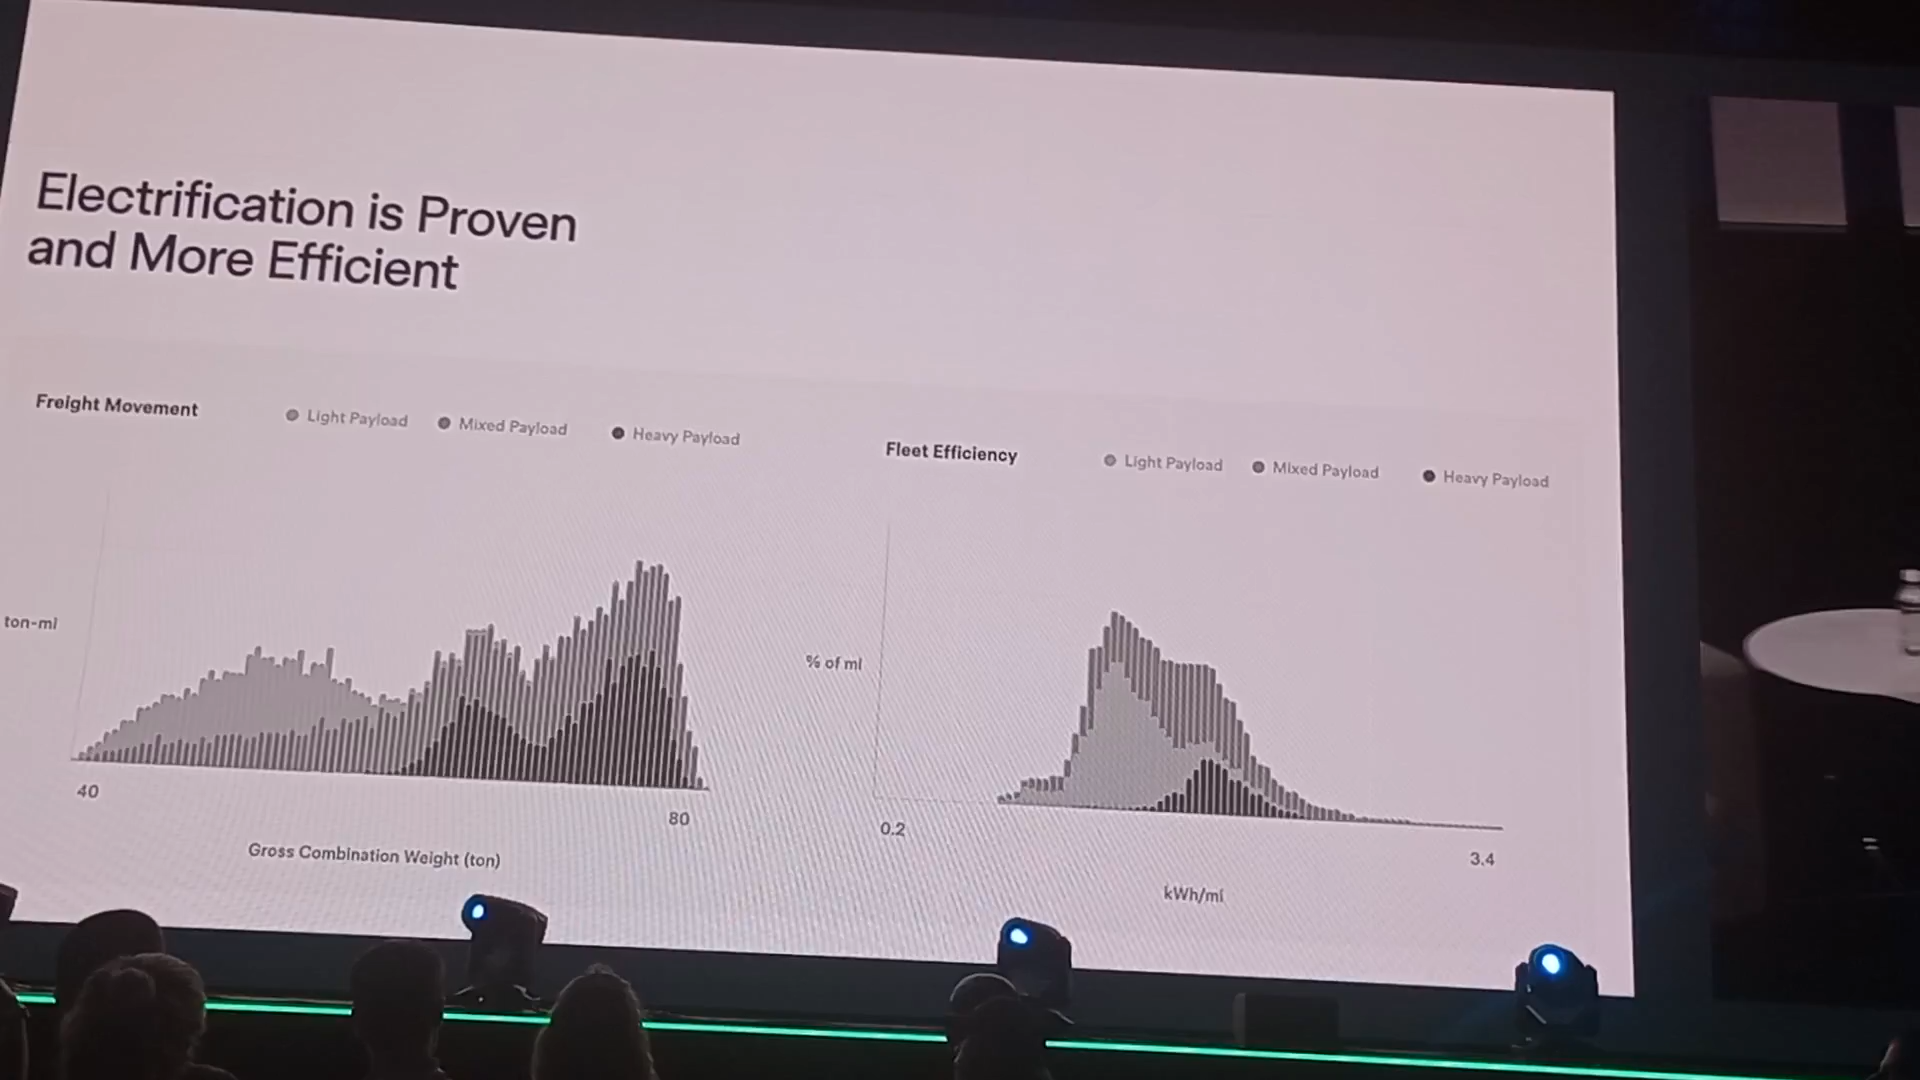 Electrification is Proven
and More Efficient
Freight Movement
Light Payload
Mixed Payload
Heavy Payload
ton-mi
40
80
Gross Combination Weight (ton)
Fleet Efficiency
Light Payload
Mixed Payload
Heavy Payload
% of mi
0.2
3.4
kWh/mi